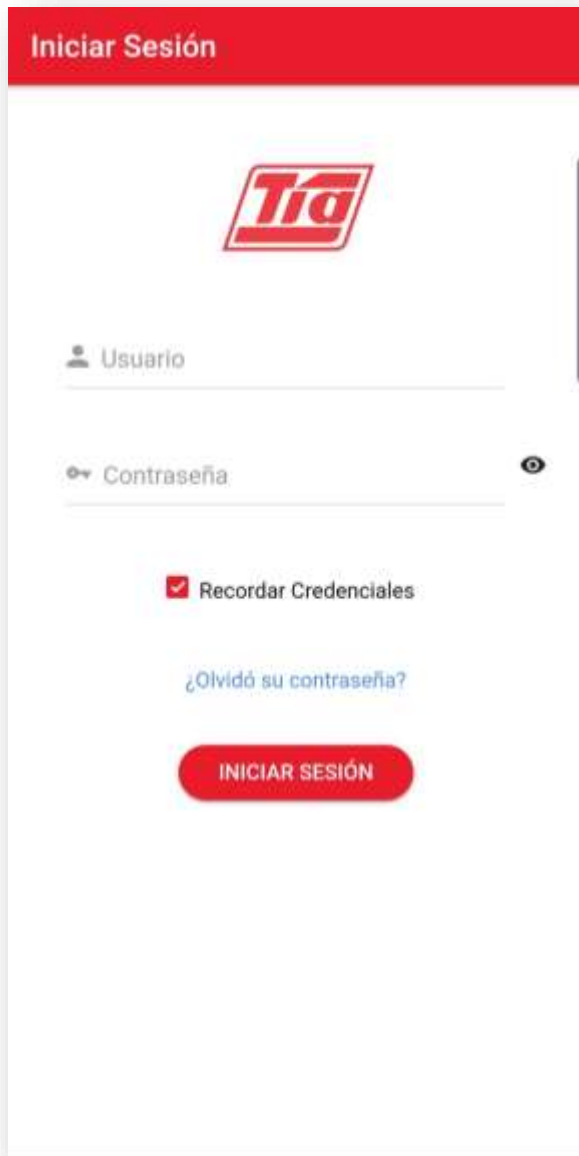 Iniciar Sesión
Tía
Usuario
Contraseña
Recordar Credenciales
¿Olvidó su contraseña?
INICIAR SESIÓN